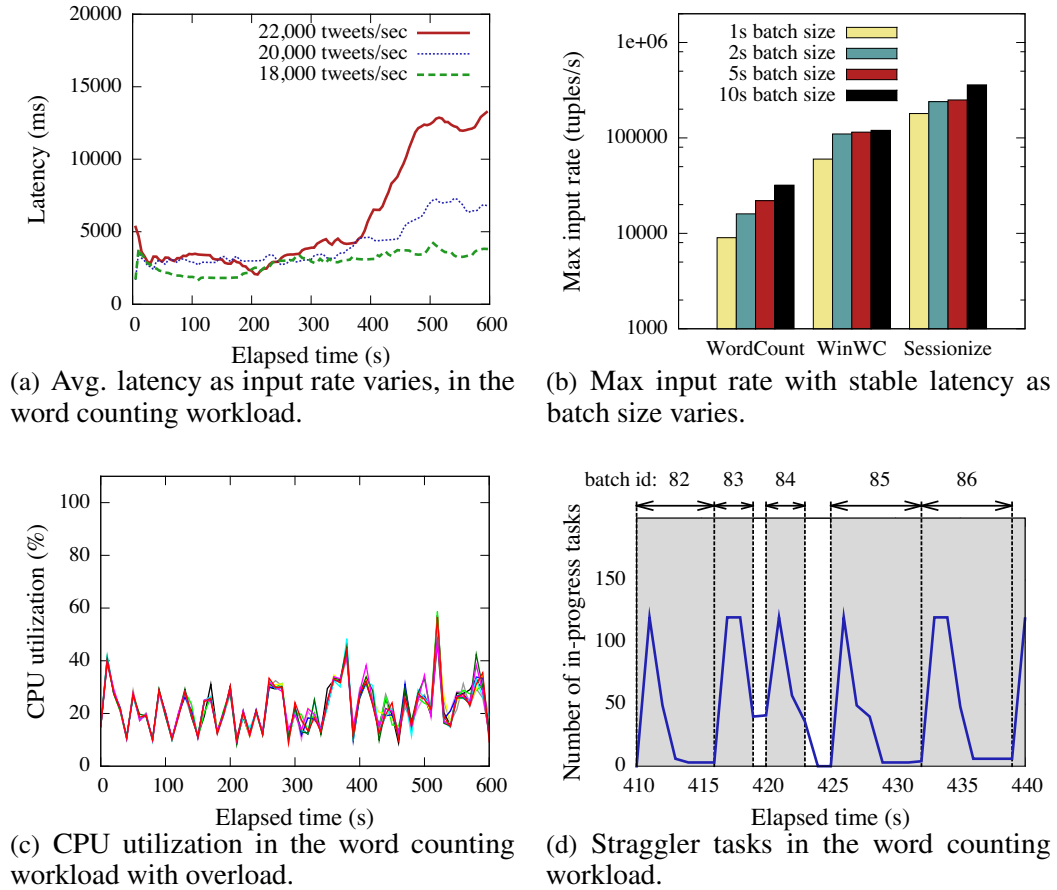 20000
15000
10000
5000
0
Latency (ms)
22,000 tweets/sec
20,000 tweets/sec
18,000 tweets/sec
0 100 200 300 400 500 600
Elapsed time (s)
(a) Avg. latency as input rate varies, in the
word counting workload.
1e+06
100000
10000
1000
Max input rate (tuples/s)
1s batch size
2s batch size
5s batch size
10s batch size
WordCount WinWC Sessionize
(b) Max input rate with stable latency as
batch size varies.
100
80
60
40
20
0
CPU utilization (%)
0 100 200 300 400 500 600
Elapsed time (s)
(c) CPU utilization in the word counting
workload with overload.
batch id: 82 83 84 85 86
150
100
50
0
Number of in-progress tasks
410 415 420 425 430 435 440
Elapsed time (s)
(d) Straggler tasks in the word counting
workload.